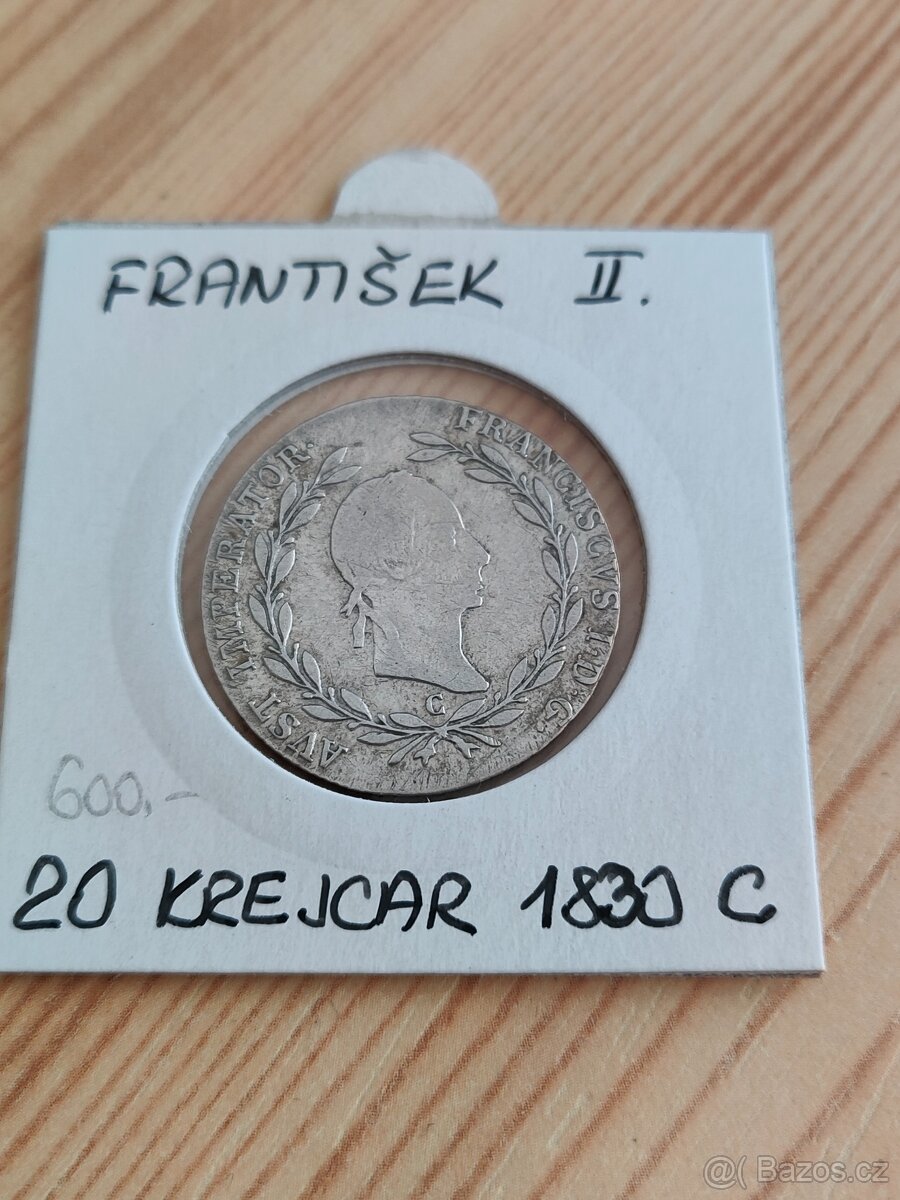 FRANTIŠEK II.
FRANCISCVS I. D. G.
AVST IMPERATOR.
C
600,-
20 KREJCAR 1830 C
@( Bazos.cz